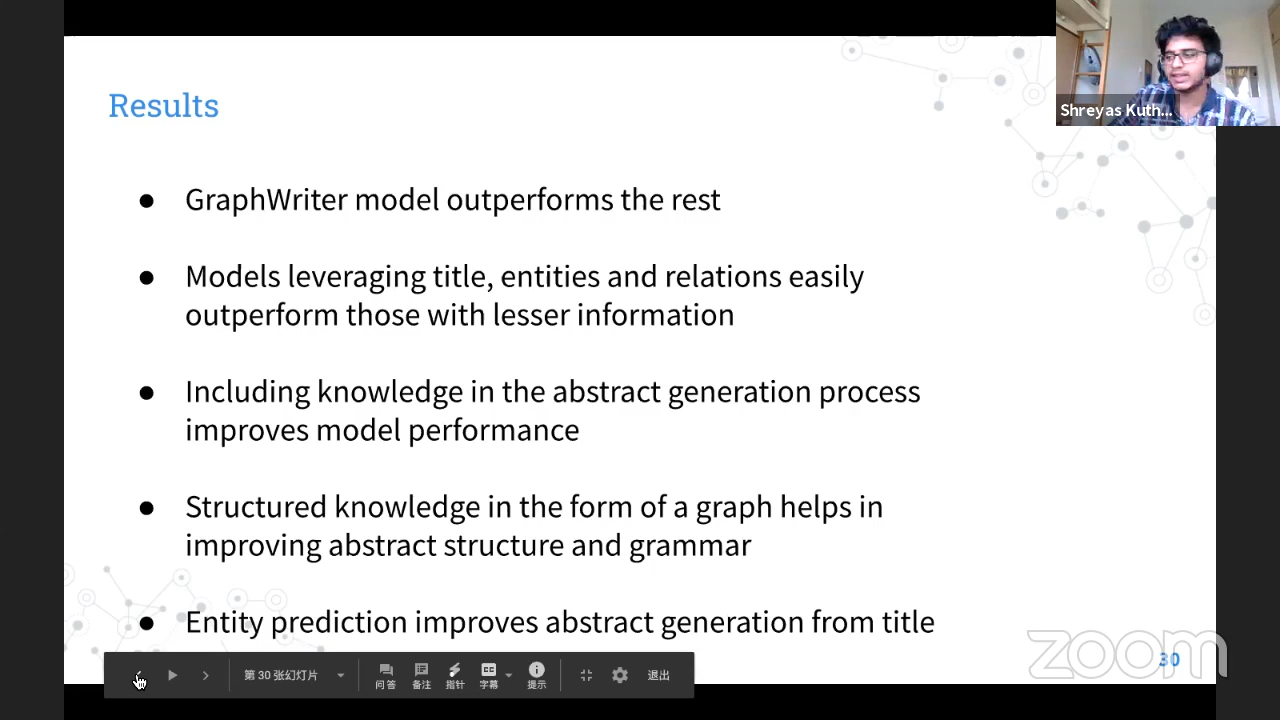 Shreyas Kuth...
Results
● GraphWriter model outperforms the rest
● Models leveraging title, entities and relations easily
outperform those with lesser information
● Including knowledge in the abstract generation process
improves model performance
● Structured knowledge in the form of a graph helps in
improving abstract structure and grammar
● Entity prediction improves abstract generation from title
zoom
30
第 30 张幻灯片
问答
备注
指针
字幕
提示
退出